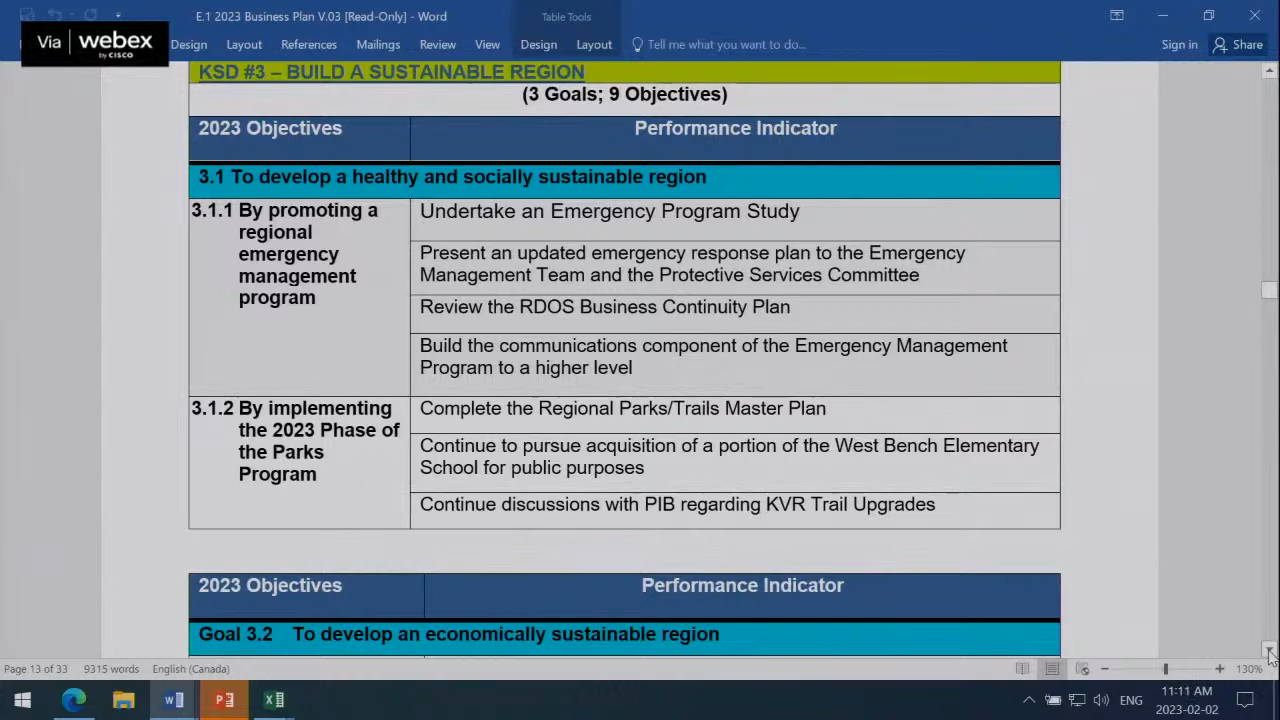 E.1 2023 Business Plan V.03 [Read-Only] - Word
Table Tools
Via webex
by CISCO
Design Layout References Mailings Review View Design Layout Tell me what you want to do... Sign in Share
KSD #3 – BUILD A SUSTAINABLE REGION
(3 Goals; 9 Objectives)
2023 Objectives Performance Indicator
3.1 To develop a healthy and socially sustainable region
3.1.1 By promoting a
regional
emergency
management
program
Undertake an Emergency Program Study
Present an updated emergency response plan to the Emergency
Management Team and the Protective Services Committee
Review the RDOS Business Continuity Plan
Build the communications component of the Emergency Management
Program to a higher level
3.1.2 By implementing
the 2023 Phase of
the Parks
Program
Complete the Regional Parks/Trails Master Plan
Continue to pursue acquisition of a portion of the West Bench Elementary
School for public purposes
Continue discussions with PIB regarding KVR Trail Upgrades
2023 Objectives Performance Indicator
Goal 3.2 To develop an economically sustainable region
Page 13 of 33 9315 words English (Canada) 130%
ENG
11:11 AM
2023-02-02